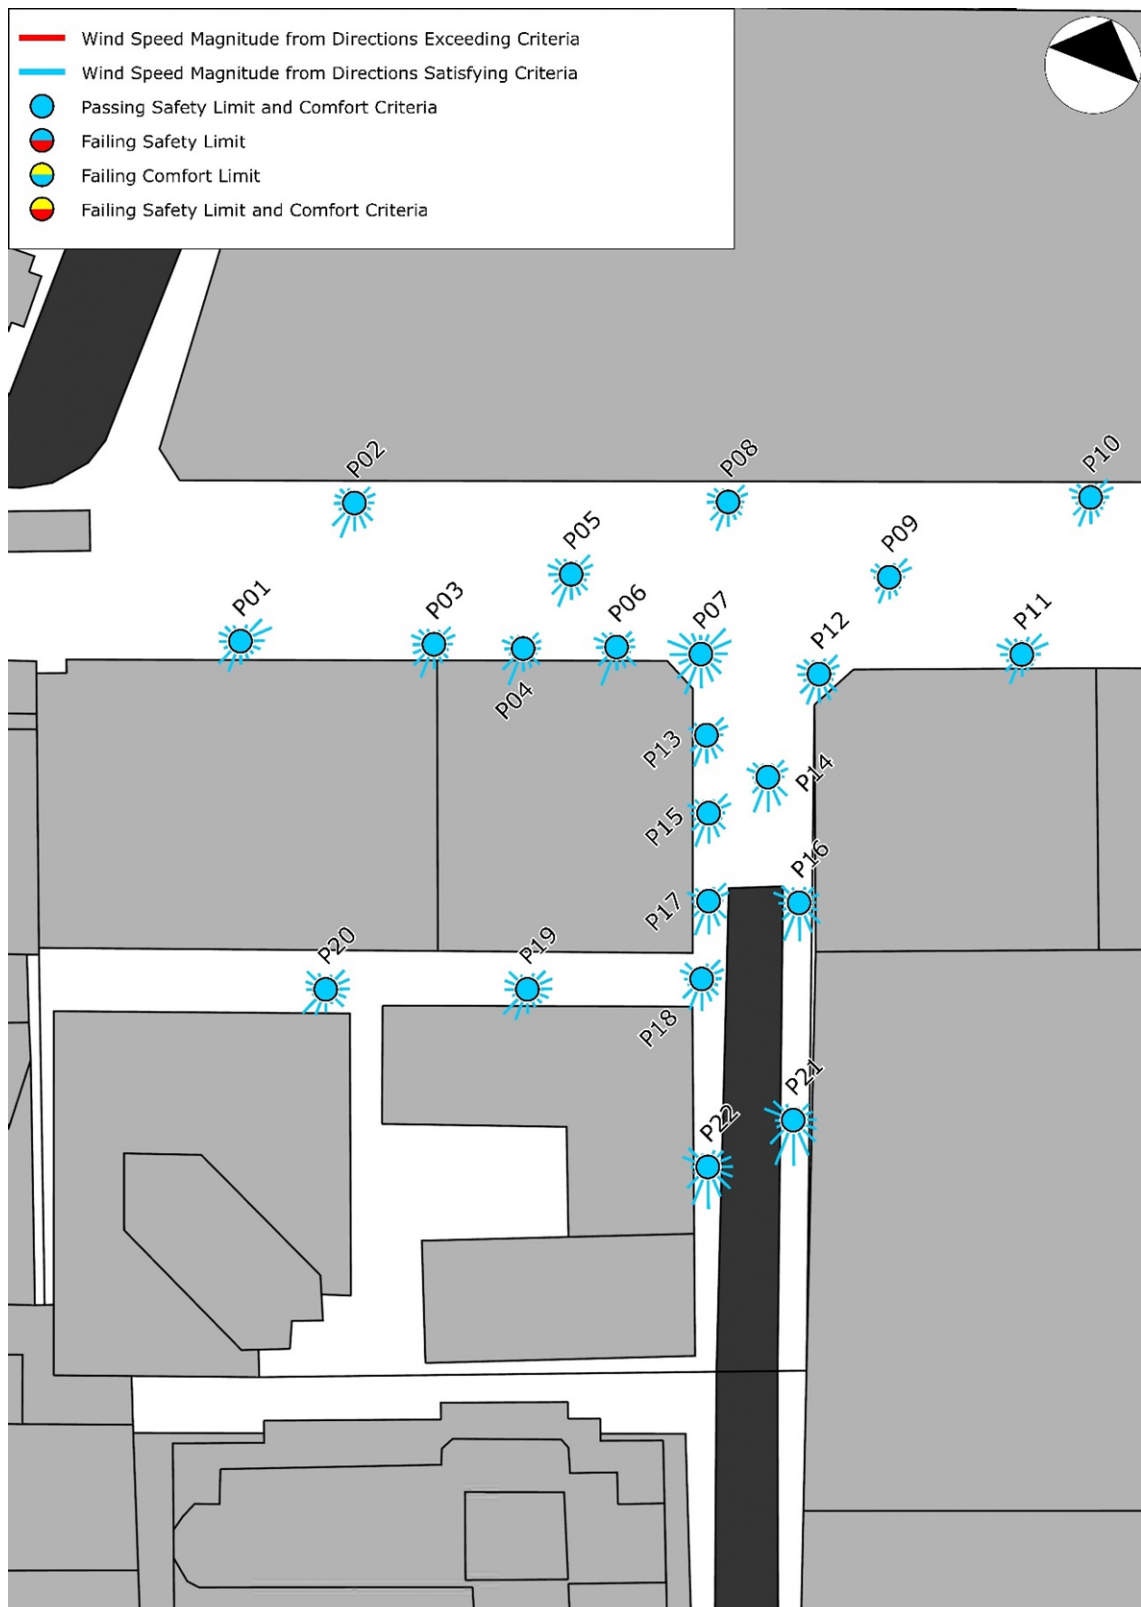 Wind Speed Magnitude from Directions Exceeding Criteria
Wind Speed Magnitude from Directions Satisfying Criteria
Passing Safety Limit and Comfort Criteria
Failing Safety Limit
Failing Comfort Limit
Failing Safety Limit and Comfort Criteria
P02
P08
P10
P05
P09
P01
P03
P06
P07
P12
P11
P04
P13
P14
P15
P16
P17
P20
P19
P18
P21
P22